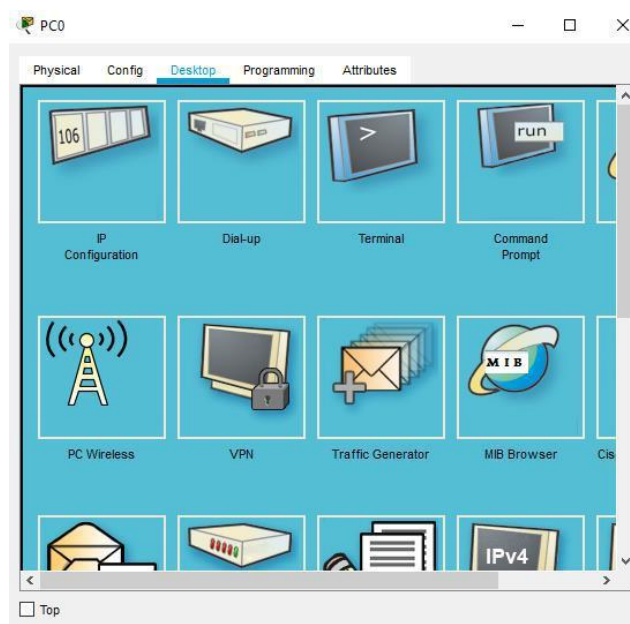 PC0
Physical Config Desktop Programming Attributes
106
>
run
IP
Configuration
Dial-up
Terminal
Command
Prompt
PC Wireless
VPN
MIB
Traffic Generator
MIB Browser
Cis
IPv4
Top